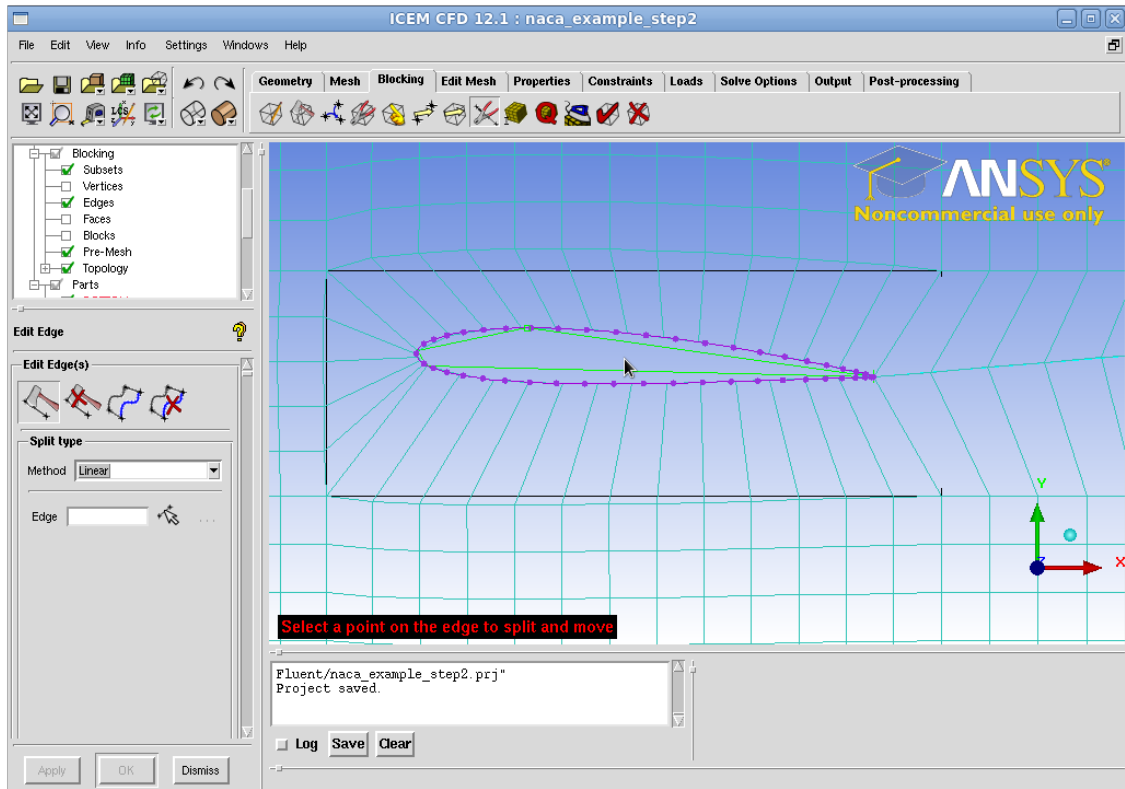 ICEM CFD 12.1 : naca_example_step2
File Edit View Info Settings Windows Help
Geometry Mesh Blocking Edit Mesh Properties Constraints Loads Solve Options Output Post-processing
Blocking
Subsets
Vertices
Edges
Faces
Blocks
Pre-Mesh
Topology
Parts
Edit Edge
Edit Edge(s)
Split type
Method Linear
Edge
...
Apply OK Dismiss
ANSYS
Noncommercial use only
Y
X
Z
Select a point on the edge to split and move
Fluent/naca_example_step2.prj"
Project saved.
Log Save Clear